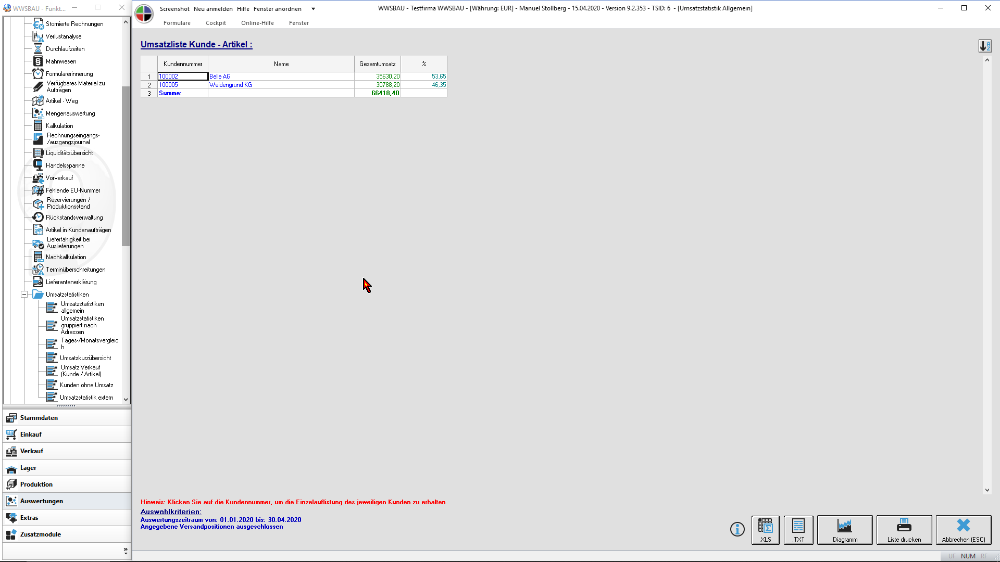 WWSBAU - Funkt...
Stornierte Rechnungen
Verlustanalyse
Durchlaufzeiten
Mahnwesen
Formularerinnerung
Verfügbares Material zu
Aufträgen
Artikel - Weg
Mengenauswertung
Kalkulation
Rechnungseingangs-
/ausgangsjournal
Liquiditätsübersicht
Handelsspanne
Vorverkauf
Fehlende EU-Nummer
Reservierungen /
Produktionsstand
Rückstandsverwaltung
Artikel in Kundenaufträgen
Lieferfähigkeit bei
Auslieferungen
Nachkalkulation
Terminüberschreitungen
Lieferantenerklärung
Umsatzstatistiken
Umsatzstatistiken
allgemein
Umsatzstatistiken
gruppiert nach
Adressen
Tages-/Monatsvergleic
h
Umsatzkurzübersicht
Umsatz Verkauf
(Kunde / Artikel)
Kunden ohne Umsatz
Umsatzstatistik extern
Stammdaten
Einkauf
Verkauf
Lager
Produktion
Auswertungen
Extras
Zusatzmodule
Screenshot Neu anmelden Hilfe Fenster anordnen
WWSBAU - Testfirma WWSBAU - [Währung: EUR] - Manuel Stollberg - 15.04.2020 - Version 9.2.353 - TSID: 6 - [Umsatzstatistik Allgemein]
Formulare Cockpit Online-Hilfe Fenster
Umsatzliste Kunde - Artikel :
Kundennummer Name Gesamtumsatz %
1 100002 Belle AG 35630,20 53,65
2 100005 Weidengrund KG 30788,20 46,35
3 Summe: 66418,40
Hinweis: Klicken Sie auf die Kundennummer, um die Einzelauflistung des jeweiligen Kunden zu erhalten
Auswahlkriterien:
Auswertungszeitraum von: 01.01.2020 bis: 30.04.2020
Angegebene Versandpositionen ausgeschlossen
.XLS .TXT Diagramm Liste drucken Abbrechen (ESC)
UF NUM RF